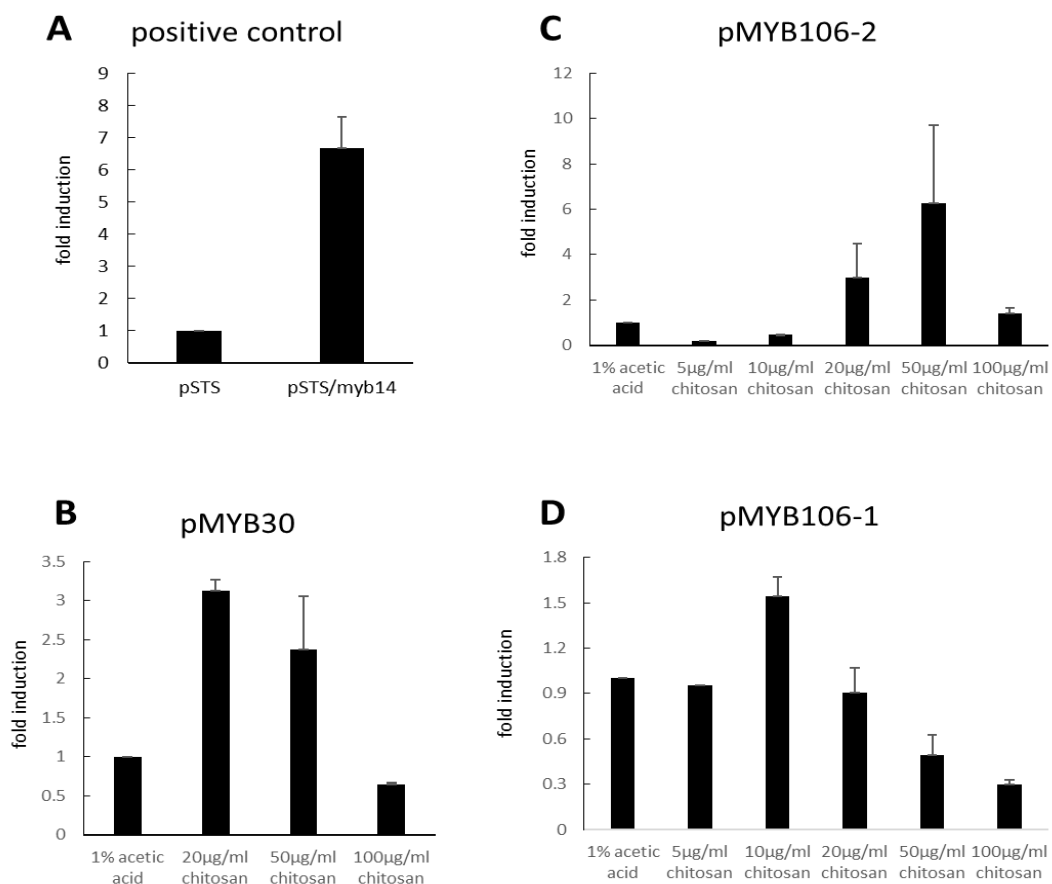 A
positive control
fold induction
9
8
7
6
5
4
3
2
1
0
pSTS
pSTS/myb14
C
pMYB106-2
fold induction
12
10
8
6
4
2
0
1% acetic
acid
5µg/ml
chitosan
10µg/ml
chitosan
20µg/ml
chitosan
50µg/ml
chitosan
100µg/ml
chitosan
B
pMYB30
fold induction
3.5
3
2.5
2
1.5
1
0.5
0
1% acetic
acid
20µg/ml
chitosan
50µg/ml
chitosan
100µg/ml
chitosan
D
pMYB106-1
fold induction
1.8
1.5
1.2
0.9
0.6
0.3
0
1% acetic
acid
5µg/ml
chitosan
10µg/ml
chitosan
20µg/ml
chitosan
50µg/ml
chitosan
100µg/ml
chitosan